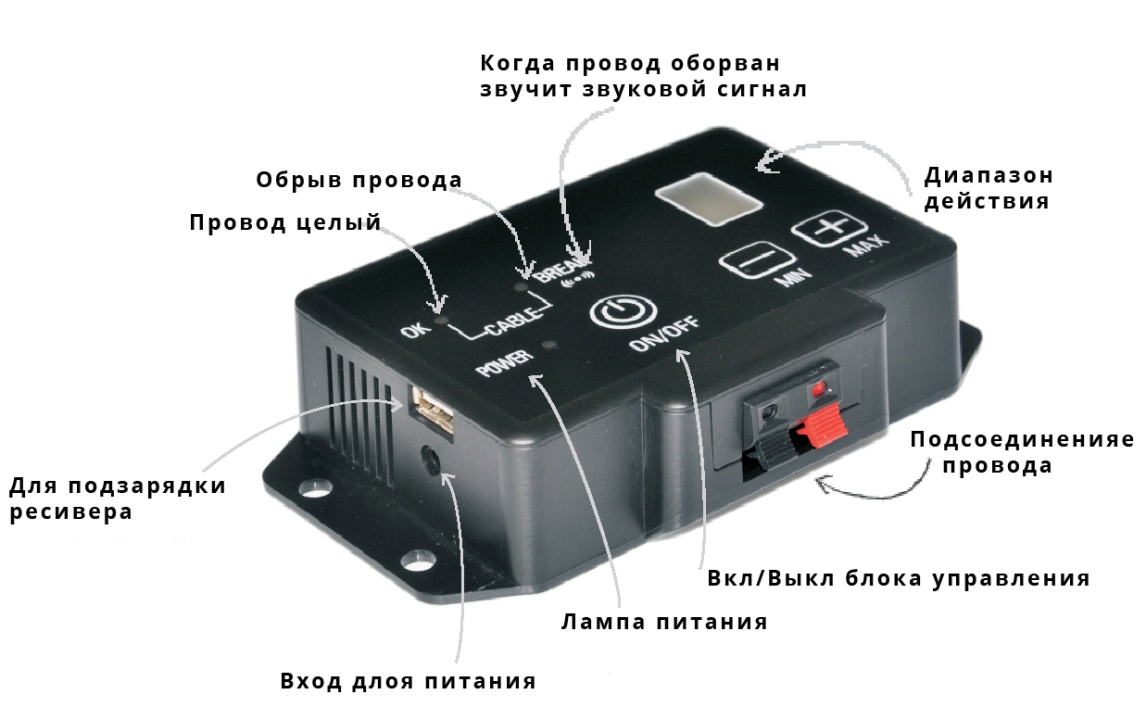 Когда провод оборван
звучит звуковой сигнал
Обрыв провода
Провод целый
Диапазон
действия
BREAK
OK
CABLE
POWER
ON/OFF
MIN
MAX
Подсоединенияе
провода
Для подзарядки
ресивера
Вкл/Выкл блока управления
Лампа питания
Вход длоя питания